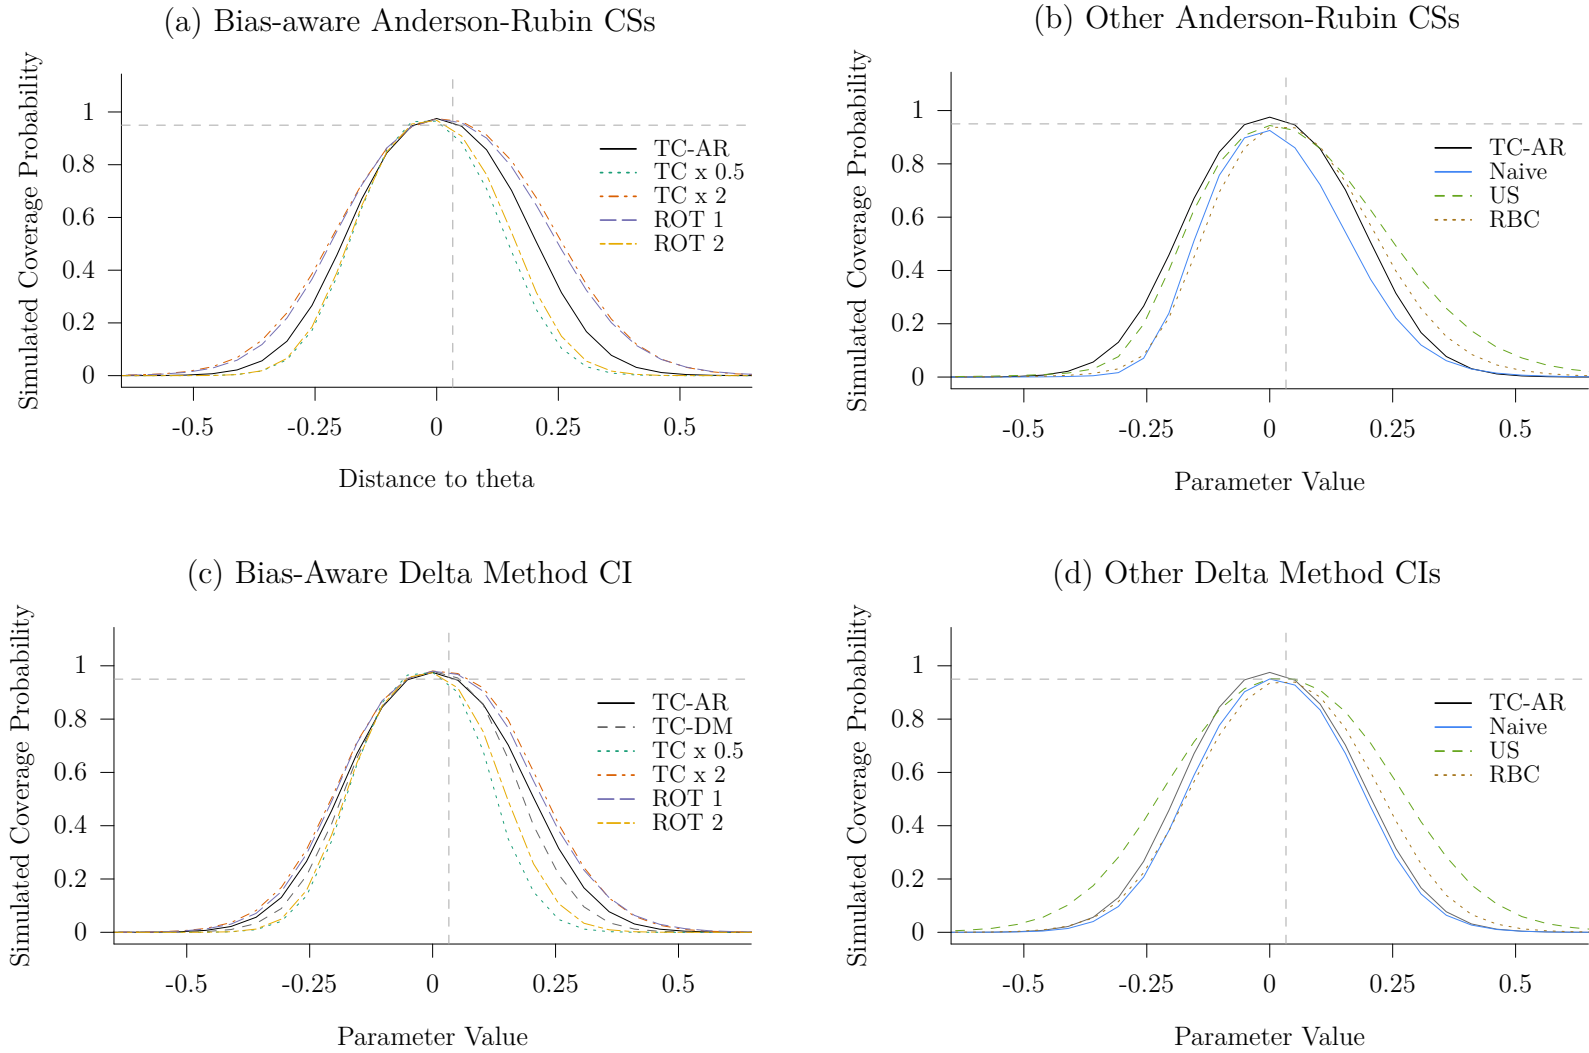 (a) Bias-aware Anderson-Rubin CSs
Simulated Coverage Probability
1
0.8
0.6
0.4
0.2
0
TC-AR
TC x 0.5
TC x 2
ROT 1
ROT 2
-0.5
-0.25
0
0.25
0.5
Distance to theta
(b) Other Anderson-Rubin CSs
Simulated Coverage Probability
1
0.8
0.6
0.4
0.2
0
TC-AR
Naive
US
RBC
-0.5
-0.25
0
0.25
0.5
Parameter Value
(c) Bias-Aware Delta Method CI
Simulated Coverage Probability
1
0.8
0.6
0.4
0.2
0
TC-AR
TC-DM
TC x 0.5
TC x 2
ROT 1
ROT 2
-0.5
-0.25
0
0.25
0.5
Parameter Value
(d) Other Delta Method CIs
Simulated Coverage Probability
1
0.8
0.6
0.4
0.2
0
TC-AR
Naive
US
RBC
-0.5
-0.25
0
0.25
0.5
Parameter Value